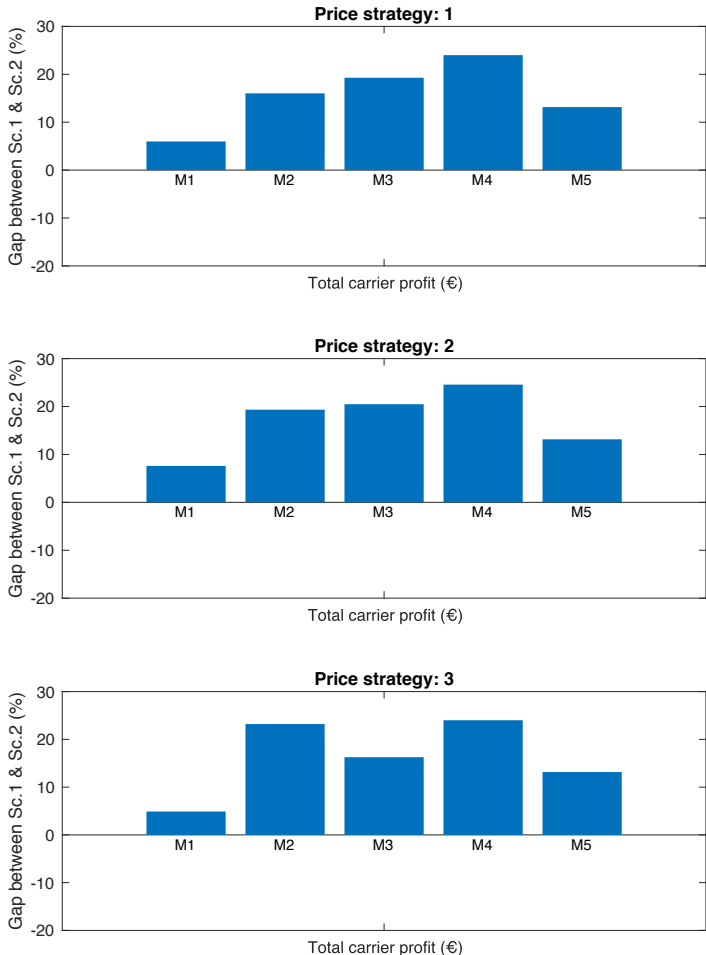 Price strategy: 1
Gap between Sc.1 & Sc.2 (%)
30
20
10
0
-10
-20
M1 M2 M3 M4 M5
Total carrier profit (€)
Price strategy: 2
Gap between Sc.1 & Sc.2 (%)
30
20
10
0
-10
-20
M1 M2 M3 M4 M5
Total carrier profit (€)
Price strategy: 3
Gap between Sc.1 & Sc.2 (%)
30
20
10
0
-10
-20
M1 M2 M3 M4 M5
Total carrier profit (€)